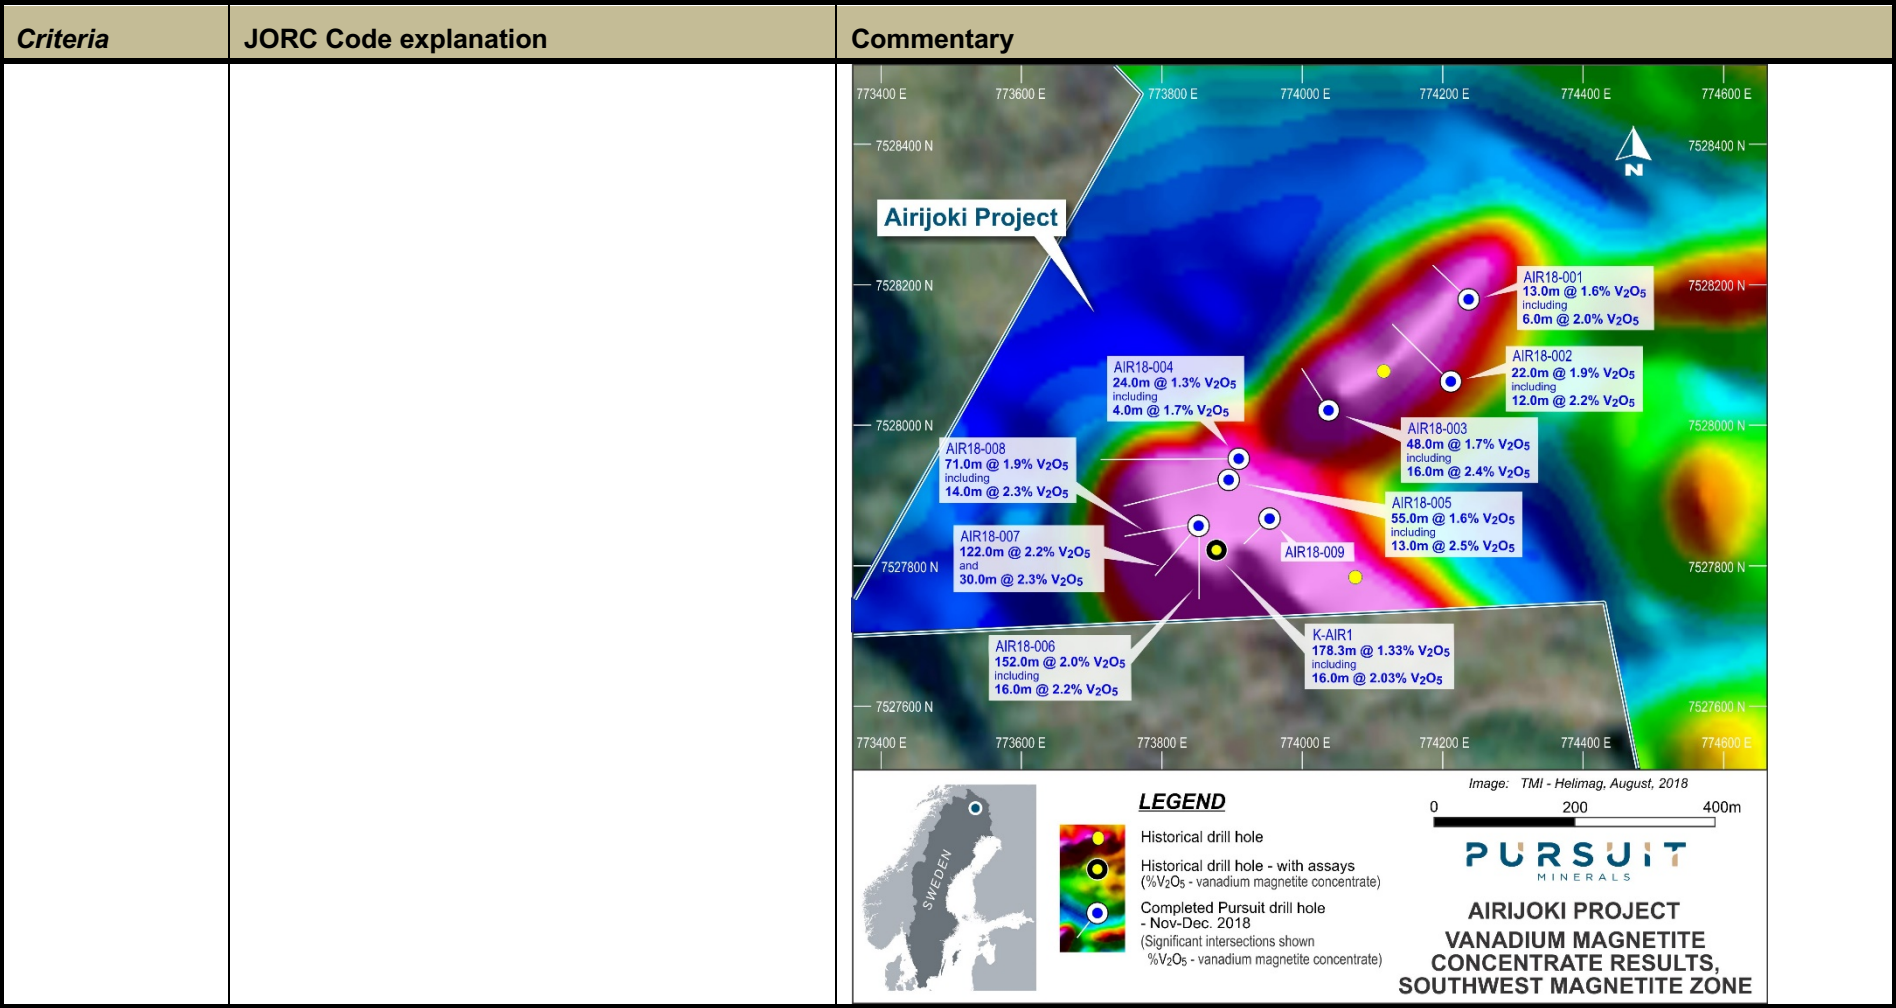 Criteria
JORC Code explanation
Commentary
773400 E
773600 E
773800 E
774000 E
774200 E
774400 E
774600 E
7528400 N
7528400 N
N
Airijoki Project
7528200 N
7528200 N
AIR18-001
13.0m @ 1.6% V₂O₅
including
6.0m @ 2.0% V₂O₅
AIR18-002
22.0m @ 1.9% V₂O₅
including
12.0m @ 2.2% V₂O₅
AIR18-004
24.0m @ 1.3% V₂O₅
including
4.0m @ 1.7% V₂O₅
7528000 N
7528000 N
AIR18-003
48.0m @ 1.7% V₂O₅
including
16.0m @ 2.4% V₂O₅
AIR18-008
71.0m @ 1.9% V₂O₅
including
14.0m @ 2.3% V₂O₅
AIR18-005
55.0m @ 1.6% V₂O₅
including
13.0m @ 2.5% V₂O₅
AIR18-007
122.0m @ 2.2% V₂O₅
and
30.0m @ 2.3% V₂O₅
AIR18-009
7527800 N
7527800 N
AIR18-006
152.0m @ 2.0% V₂O₅
including
16.0m @ 2.2% V₂O₅
K-AIR1
178.3m @ 1.33% V₂O₅
including
16.0m @ 2.03% V₂O₅
7527600 N
7527600 N
773400 E
773600 E
773800 E
774000 E
774200 E
774400 E
774600 E
SWEDEN
LEGEND
Historical drill hole
Historical drill hole - with assays
(%V₂O₅ - vanadium magnetite concentrate)
Completed Pursuit drill hole
- Nov-Dec. 2018
(Significant intersections shown
%V₂O₅ - vanadium magnetite concentrate)
Image: TMI - Helimag, August, 2018
0 200 400m
PURSUIT
MINERALS
AIRIJOKI PROJECT
VANADIUM MAGNETITE
CONCENTRATE RESULTS,
SOUTHWEST MAGNETITE ZONE